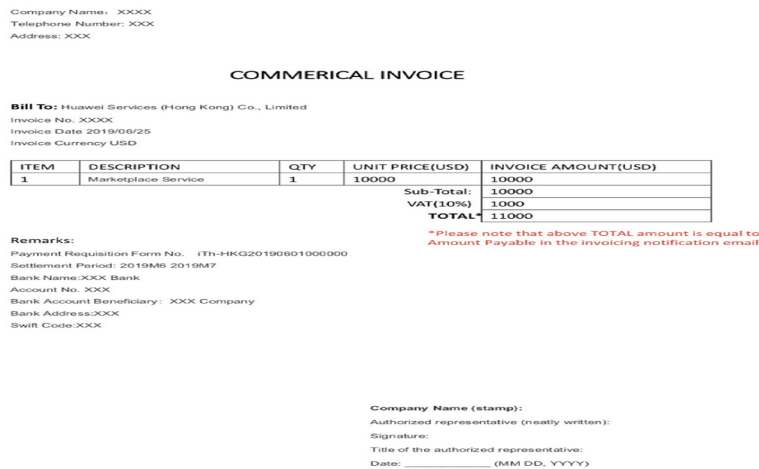 Company Name： XXXX
Telephone Number: XXX
Address: XXX
COMMERICAL INVOICE
Bill To: Huawei Services (Hong Kong) Co., Limited
Invoice No. XXXX
Invoice Date 2019/06/25
Invoice Currency USD
ITEM DESCRIPTION QTY UNIT PRICE(USD) INVOICE AMOUNT(USD)
1 Marketplace Service 1 10000 10000
Sub-Total: 10000
VAT(10%) 1000
TOTAL* 11000
*Please note that above TOTAL amount is equal to
Amount Payable in the invoicing notification email
Remarks:
Payment Requisition Form No. iTh-HKG20190601000000
Settlement Period: 2019M6 2019M7
Bank Name:XXX Bank
Account No. XXX
Bank Account Beneficiary： XXX Company
Bank Address:XXX
Swift Code:XXX
Company Name (stamp):
Authorized representative (neatly written):
Signature:
Title of the authorized representative:
Date: _____________ (MM DD, YYYY)